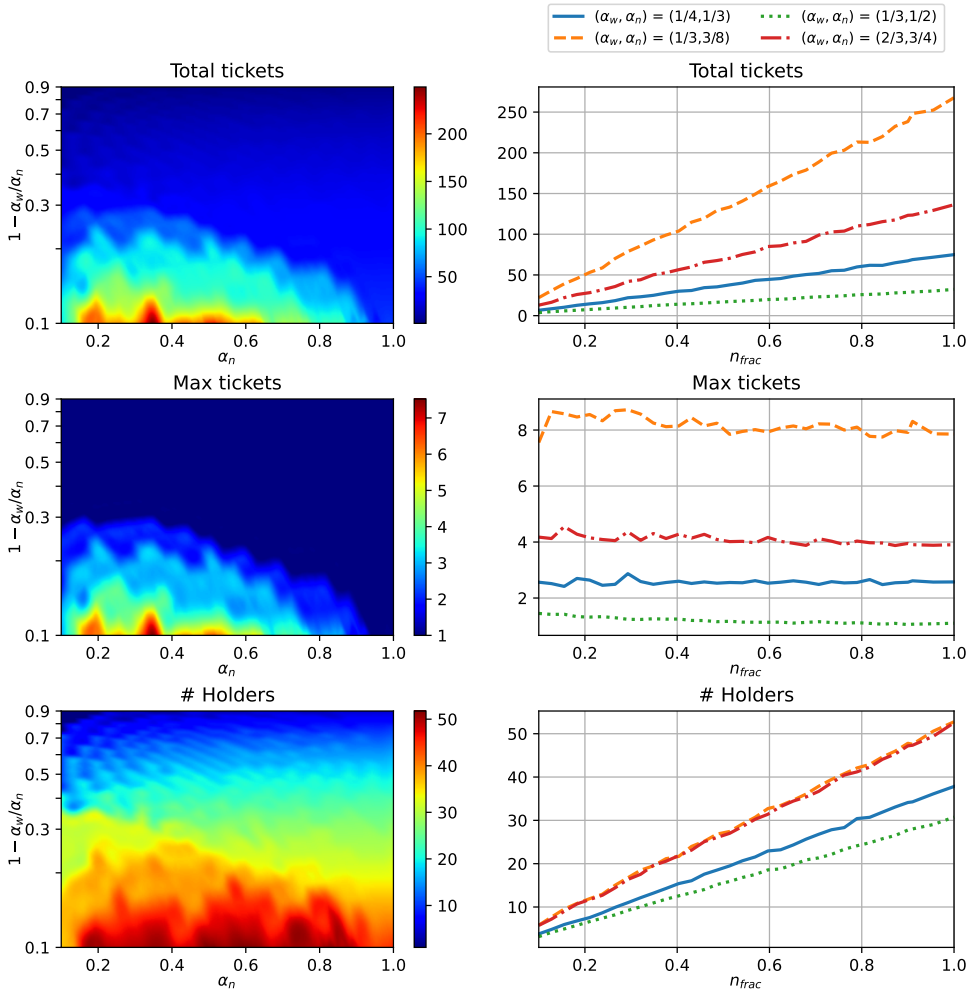 (α_w, α_n) = (1/4,1/3)
(α_w, α_n) = (1/3,3/8)
(α_w, α_n) = (1/3,1/2)
(α_w, α_n) = (2/3,3/4)
Total tickets
0.9
0.7
0.5
0.3
0.1
1 − α_w/α_n
0.2 0.4 0.6 0.8 1.0
α_n
200
150
100
50
Total tickets
250
200
150
100
50
0
0.2 0.4 0.6 0.8 1.0
n_frac
Max tickets
0.9
0.7
0.5
0.3
0.1
1 − α_w/α_n
0.2 0.4 0.6 0.8 1.0
α_n
7
6
5
4
3
2
1
Max tickets
8
6
4
2
0.2 0.4 0.6 0.8 1.0
n_frac
# Holders
0.9
0.7
0.5
0.3
0.1
1 − α_w/α_n
0.2 0.4 0.6 0.8 1.0
α_n
50
40
30
20
10
# Holders
50
40
30
20
10
0.2 0.4 0.6 0.8 1.0
n_frac